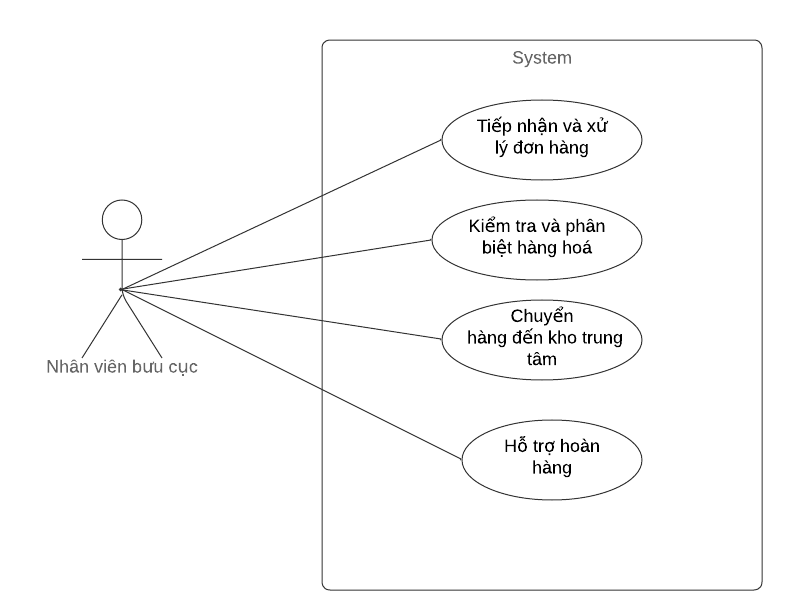 System
Tiếp nhận và xử
lý đơn hàng
Kiểm tra và phân
biệt hàng hoá
Chuyển
hàng đến kho trung
tâm
Nhân viên bưu cục
Hỗ trợ hoàn
hàng